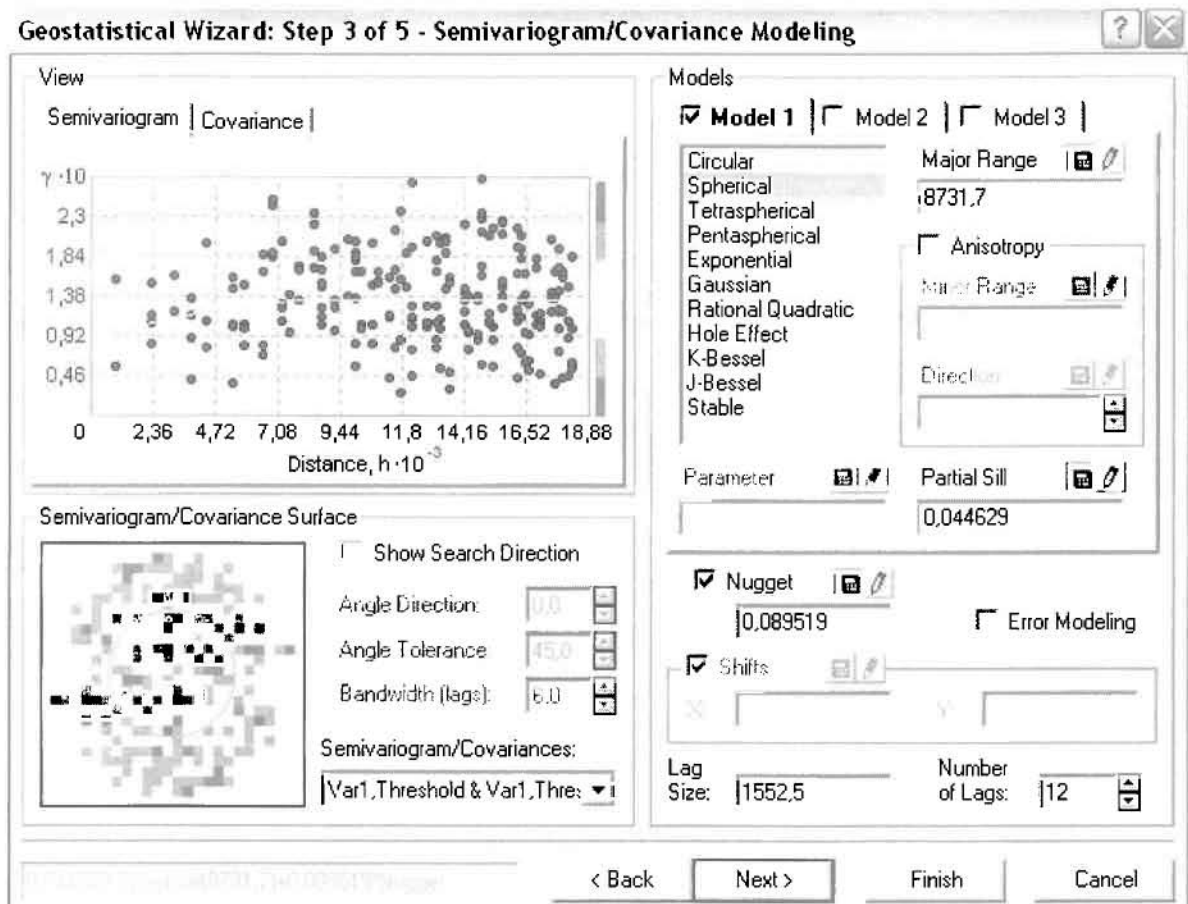 Geostatistical Wizard: Step 3 of 5 - Semivariogram/Covariance Modeling
View
Semivariogram
Covariance
γ·10
2,3
1,84
1,38
0,92
0,46
0
2,36
4,72
7,08
9,44
11,8
14,16
16,52
18,88
Distance, h·10⁻³
Semivariogram/Covariance Surface
Show Search Direction
Angle Direction:
0,0
Angle Tolerance
45,0
Bandwidth (lags):
6,0
Semivariogram/Covariances:
Var1,Threshold & Var1,Thres
Models
Model 1
Model 2
Model 3
Circular
Spherical
Tetraspherical
Pentaspherical
Exponential
Gaussian
Rational Quadratic
Hole Effect
K-Bessel
J-Bessel
Stable
Major Range
8731,7
Anisotropy
Minor Range
Direction
Parameter
Partial Sill
0,044629
Nugget
0,089519
Error Modeling
Shifts
X:
Y:
Lag
Size:
1552,5
Number
of Lags:
12
< Back
Next >
Finish
Cancel